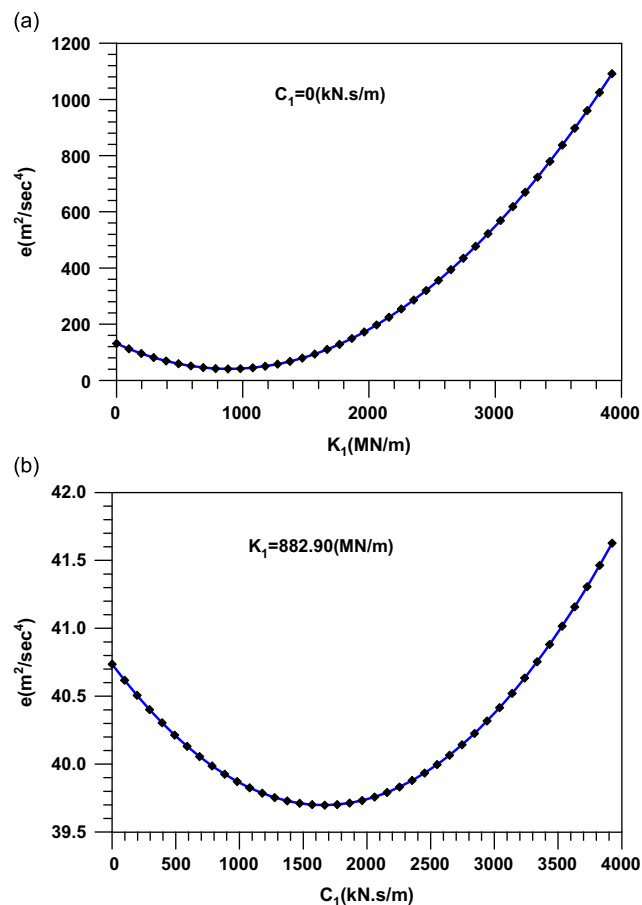 (a)
1200
1000
800
600
400
200
0
e(m²/sec⁴)
C₁=0(kN.s/m)
0 1000 2000 3000 4000
K₁(MN/m)
(b)
42.0
41.5
41.0
40.5
40.0
39.5
e(m²/sec⁴)
K₁=882.90(MN/m)
0 500 1000 1500 2000 2500 3000 3500 4000
C₁(kN.s/m)